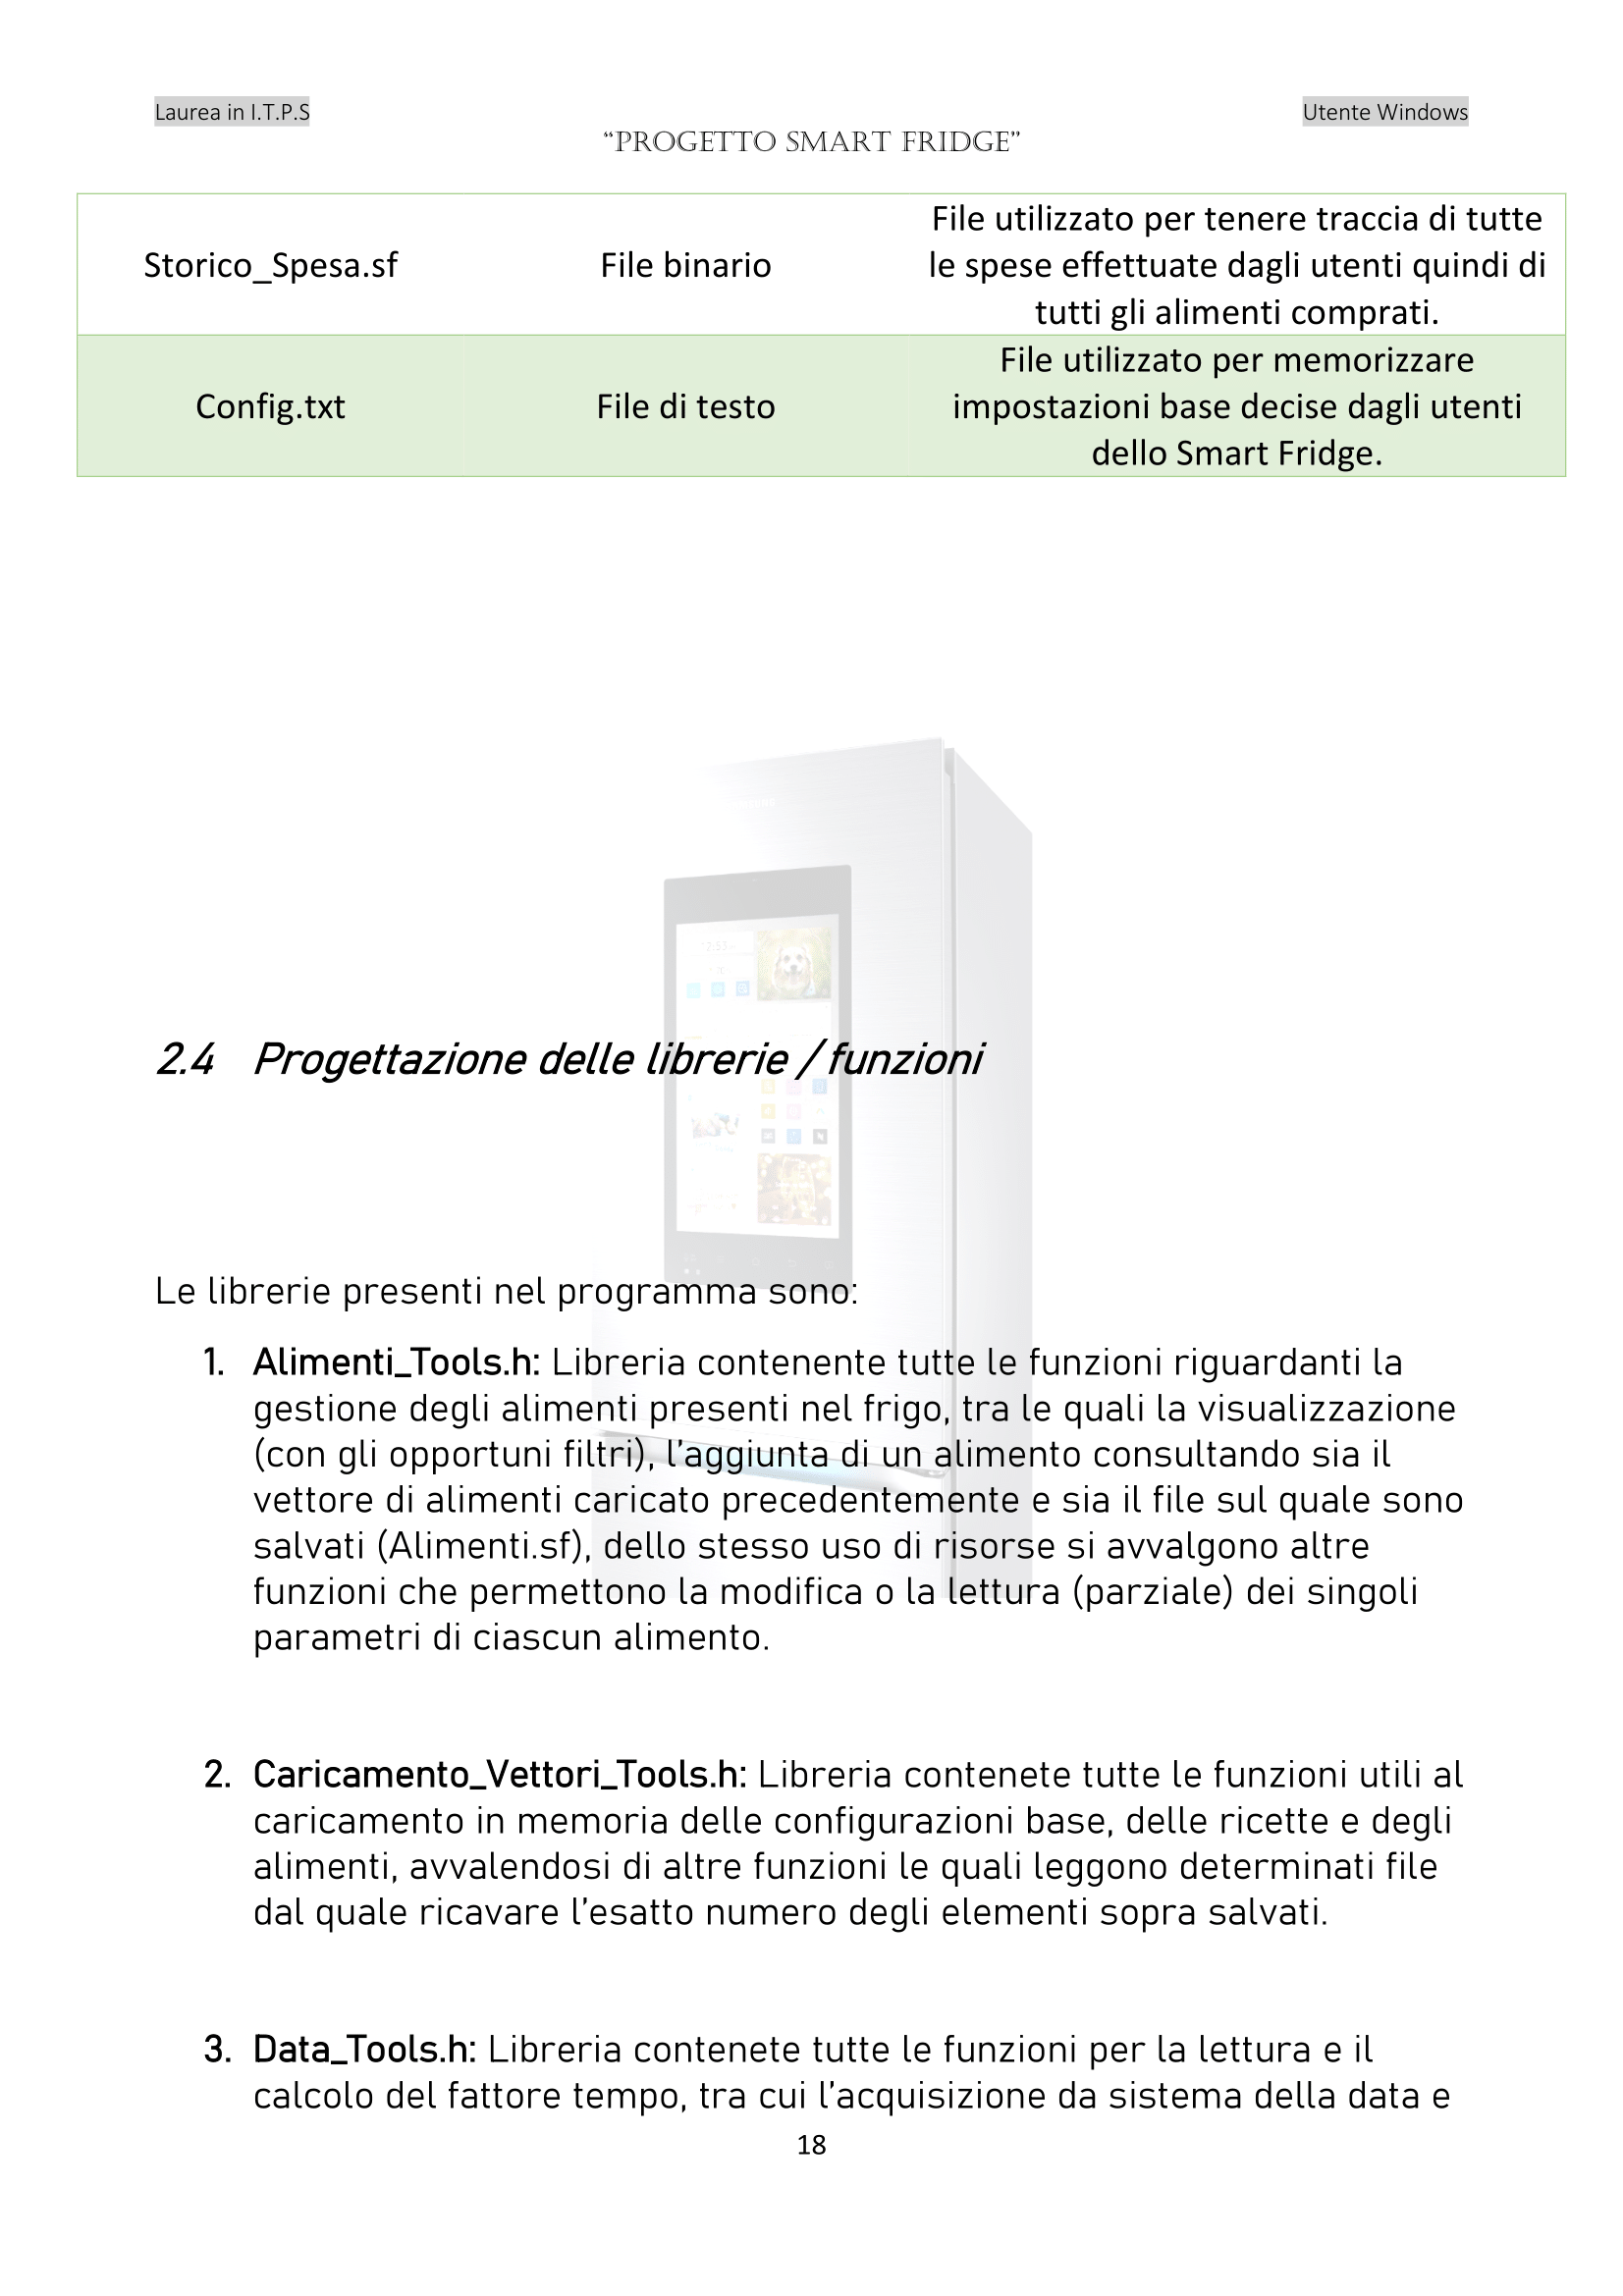 Laurea in I.T.P.S
Utente Windows
“PROGETTO SMART FRIDGE”
Storico_Spesa.sf
File binario
File utilizzato per tenere traccia di tutte
le spese effettuate dagli utenti quindi di
tutti gli alimenti comprati.
Config.txt
File di testo
File utilizzato per memorizzare
impostazioni base decise dagli utenti
dello Smart Fridge.
2.4 Progettazione delle librerie / funzioni
Le librerie presenti nel programma sono:
1. Alimenti_Tools.h: Libreria contenente tutte le funzioni riguardanti la
gestione degli alimenti presenti nel frigo, tra le quali la visualizzazione
(con gli opportuni filtri), l’aggiunta di un alimento consultando sia il
vettore di alimenti caricato precedentemente e sia il file sul quale sono
salvati (Alimenti.sf), dello stesso uso di risorse si avvalgono altre
funzioni che permettono la modifica o la lettura (parziale) dei singoli
parametri di ciascun alimento.
2. Caricamento_Vettori_Tools.h: Libreria contenete tutte le funzioni utili al
caricamento in memoria delle configurazioni base, delle ricette e degli
alimenti, avvalendosi di altre funzioni le quali leggono determinati file
dal quale ricavare l’esatto numero degli elementi sopra salvati.
3. Data_Tools.h: Libreria contenete tutte le funzioni per la lettura e il
calcolo del fattore tempo, tra cui l’acquisizione da sistema della data e
18